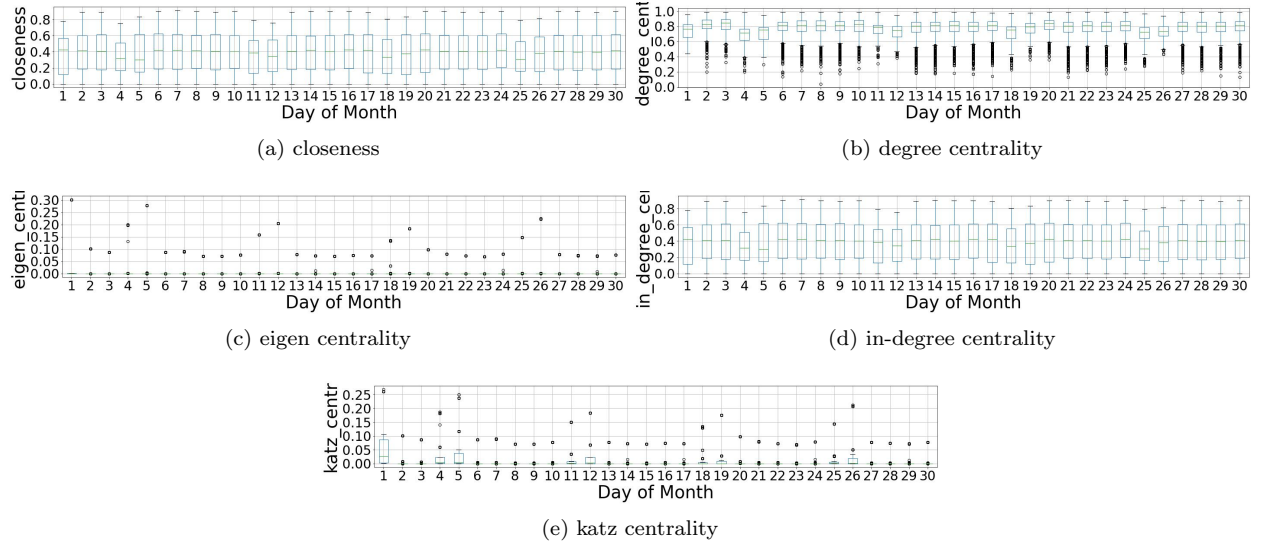 closeness
0.8
0.6
0.4
0.2
0.0
1 2 3 4 5 6 7 8 9 10 11 12 13 14 15 16 17 18 19 20 21 22 23 24 25 26 27 28 29 30
Day of Month
(a) closeness
degree_cent
1.0
0.8
0.6
0.4
0.2
0.0
1 2 3 4 5 6 7 8 9 10 11 12 13 14 15 16 17 18 19 20 21 22 23 24 25 26 27 28 29 30
Day of Month
(b) degree centrality
eigen_centr
0.30
0.25
0.20
0.15
0.10
0.05
0.00
1 2 3 4 5 6 7 8 9 10 11 12 13 14 15 16 17 18 19 20 21 22 23 24 25 26 27 28 29 30
Day of Month
(c) eigen centrality
in_degree_cer
0.8
0.6
0.4
0.2
0.0
1 2 3 4 5 6 7 8 9 10 11 12 13 14 15 16 17 18 19 20 21 22 23 24 25 26 27 28 29 30
Day of Month
(d) in-degree centrality
katz_centr
0.25
0.20
0.15
0.10
0.05
0.00
1 2 3 4 5 6 7 8 9 10 11 12 13 14 15 16 17 18 19 20 21 22 23 24 25 26 27 28 29 30
Day of Month
(e) katz centrality